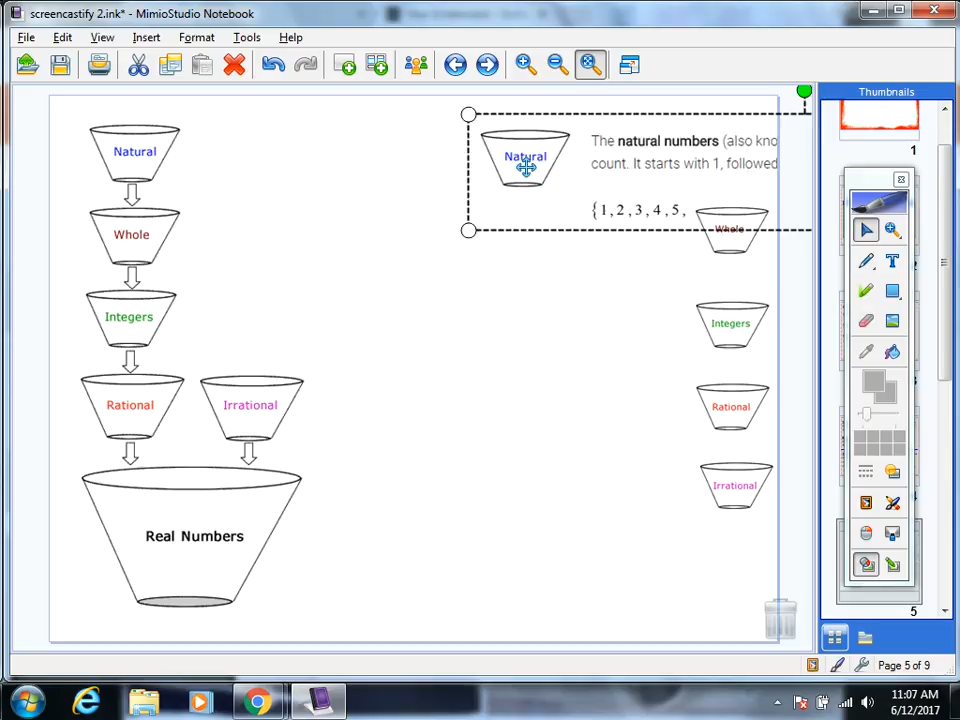 screencastify 2.ink* - MimioStudio Notebook
File Edit View Insert Format Tools Help
Thumbnails
1
Natural
Natural
The natural numbers (also kno
count. It starts with 1, followed
{1, 2, 3, 4, 5,
Whole
Whole
Integers
Integers
Rational
Irrational
Rational
Irrational
Real Numbers
5
Page 5 of 9
11:07 AM
6/12/2017